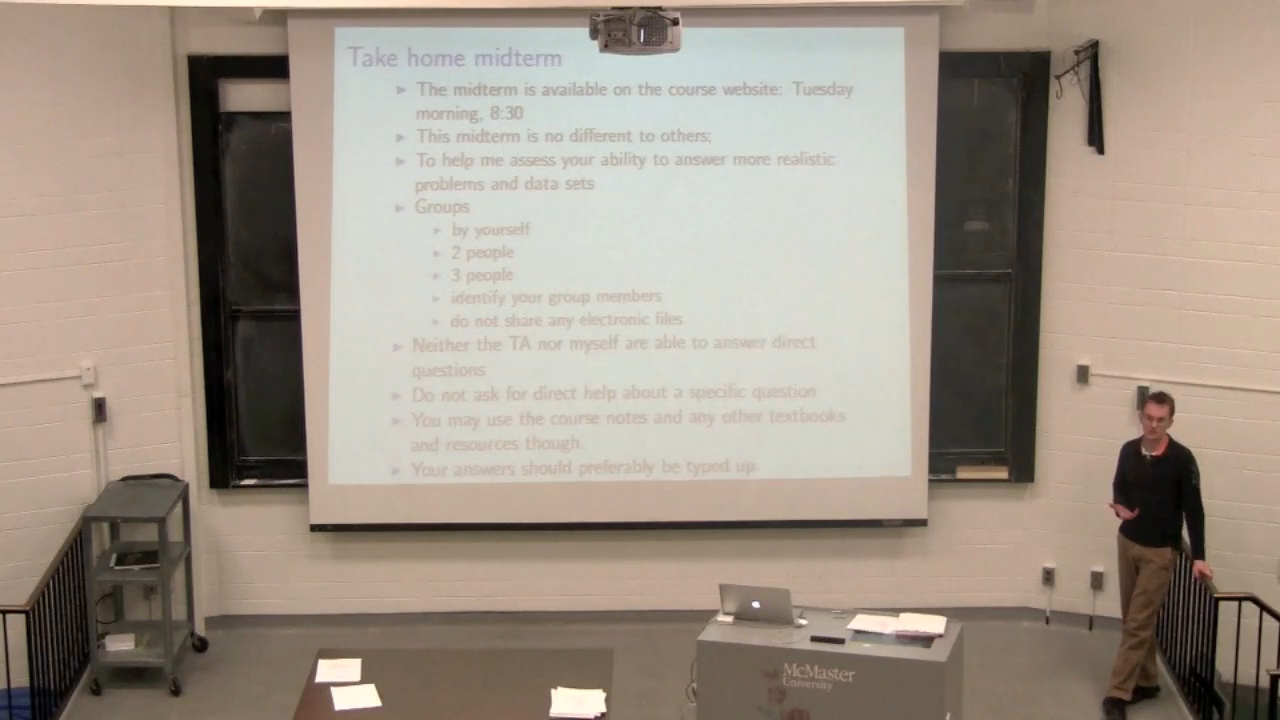 Take home midterm
The midterm is available on the course website: Tuesday
morning, 8:30
This midterm is no different to others;
To help me assess your ability to answer more realistic
problems and data sets
Groups
by yourself
2 people
3 people
identify your group members
do not share any electronic files
Neither the TA nor myself are able to answer direct
questions
Do not ask for direct help about a specific question
You may use the course notes and any other textbooks
and resources though.
Your answers should preferably be typed up.
McMaster
University